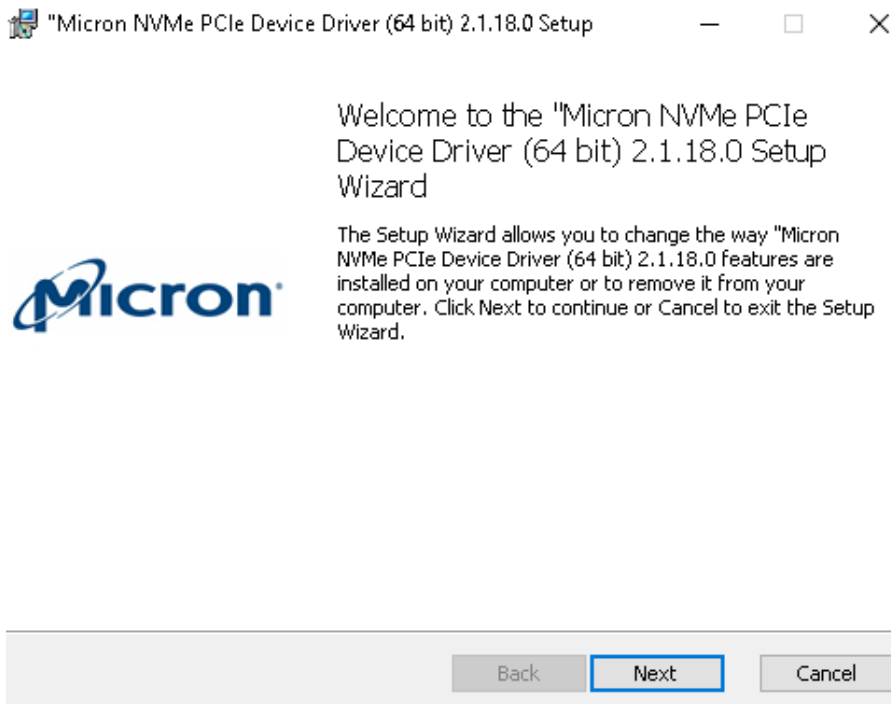 "Micron NVMe PCIe Device Driver (64 bit) 2.1.18.0 Setup
Welcome to the "Micron NVMe PCIe
Device Driver (64 bit) 2.1.18.0 Setup
Wizard
The Setup Wizard allows you to change the way "Micron
NVMe PCIe Device Driver (64 bit) 2.1.18.0 features are
installed on your computer or to remove it from your
computer. Click Next to continue or Cancel to exit the Setup
Wizard.
Micron
Back Next Cancel